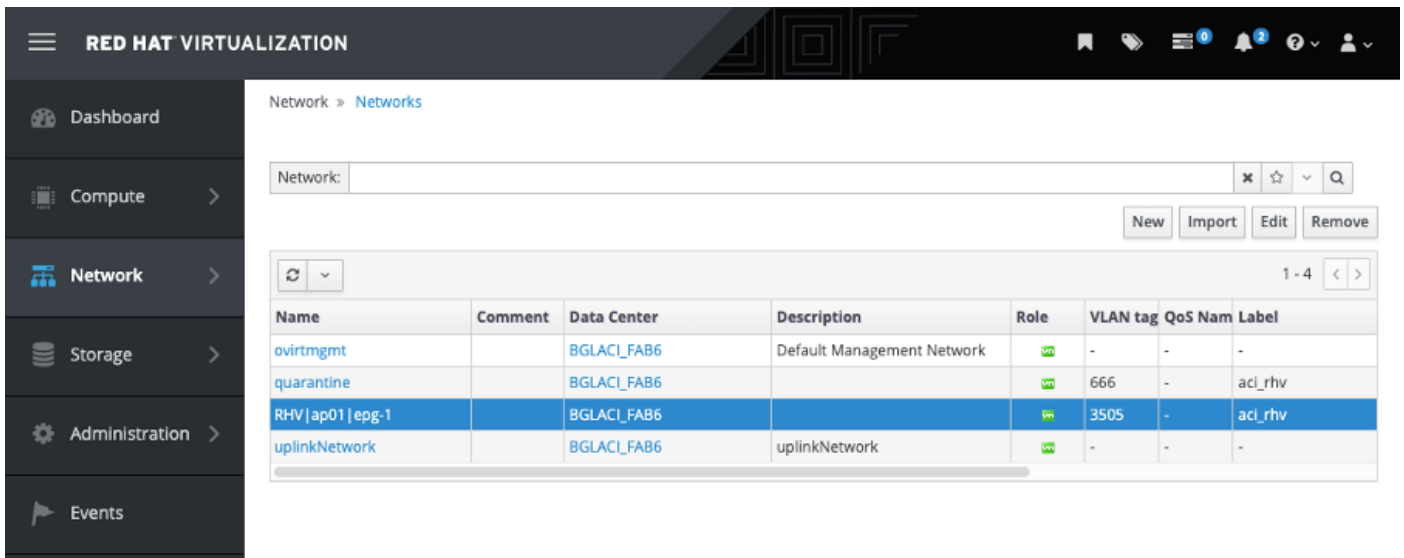 RED HAT VIRTUALIZATION
0
2
Dashboard
Compute
Network
Storage
Administration
Events
Network » Networks
Network:
New Import Edit Remove
1 - 4
Name Comment Data Center Description Role VLAN tag QoS Nam Label
ovirtmgmt BGLACI_FAB6 Default Management Network - - -
quarantine BGLACI_FAB6 666 - aci_rhv
RHV|ap01|epg-1 BGLACI_FAB6 3505 - aci_rhv
uplinkNetwork BGLACI_FAB6 uplinkNetwork - - -